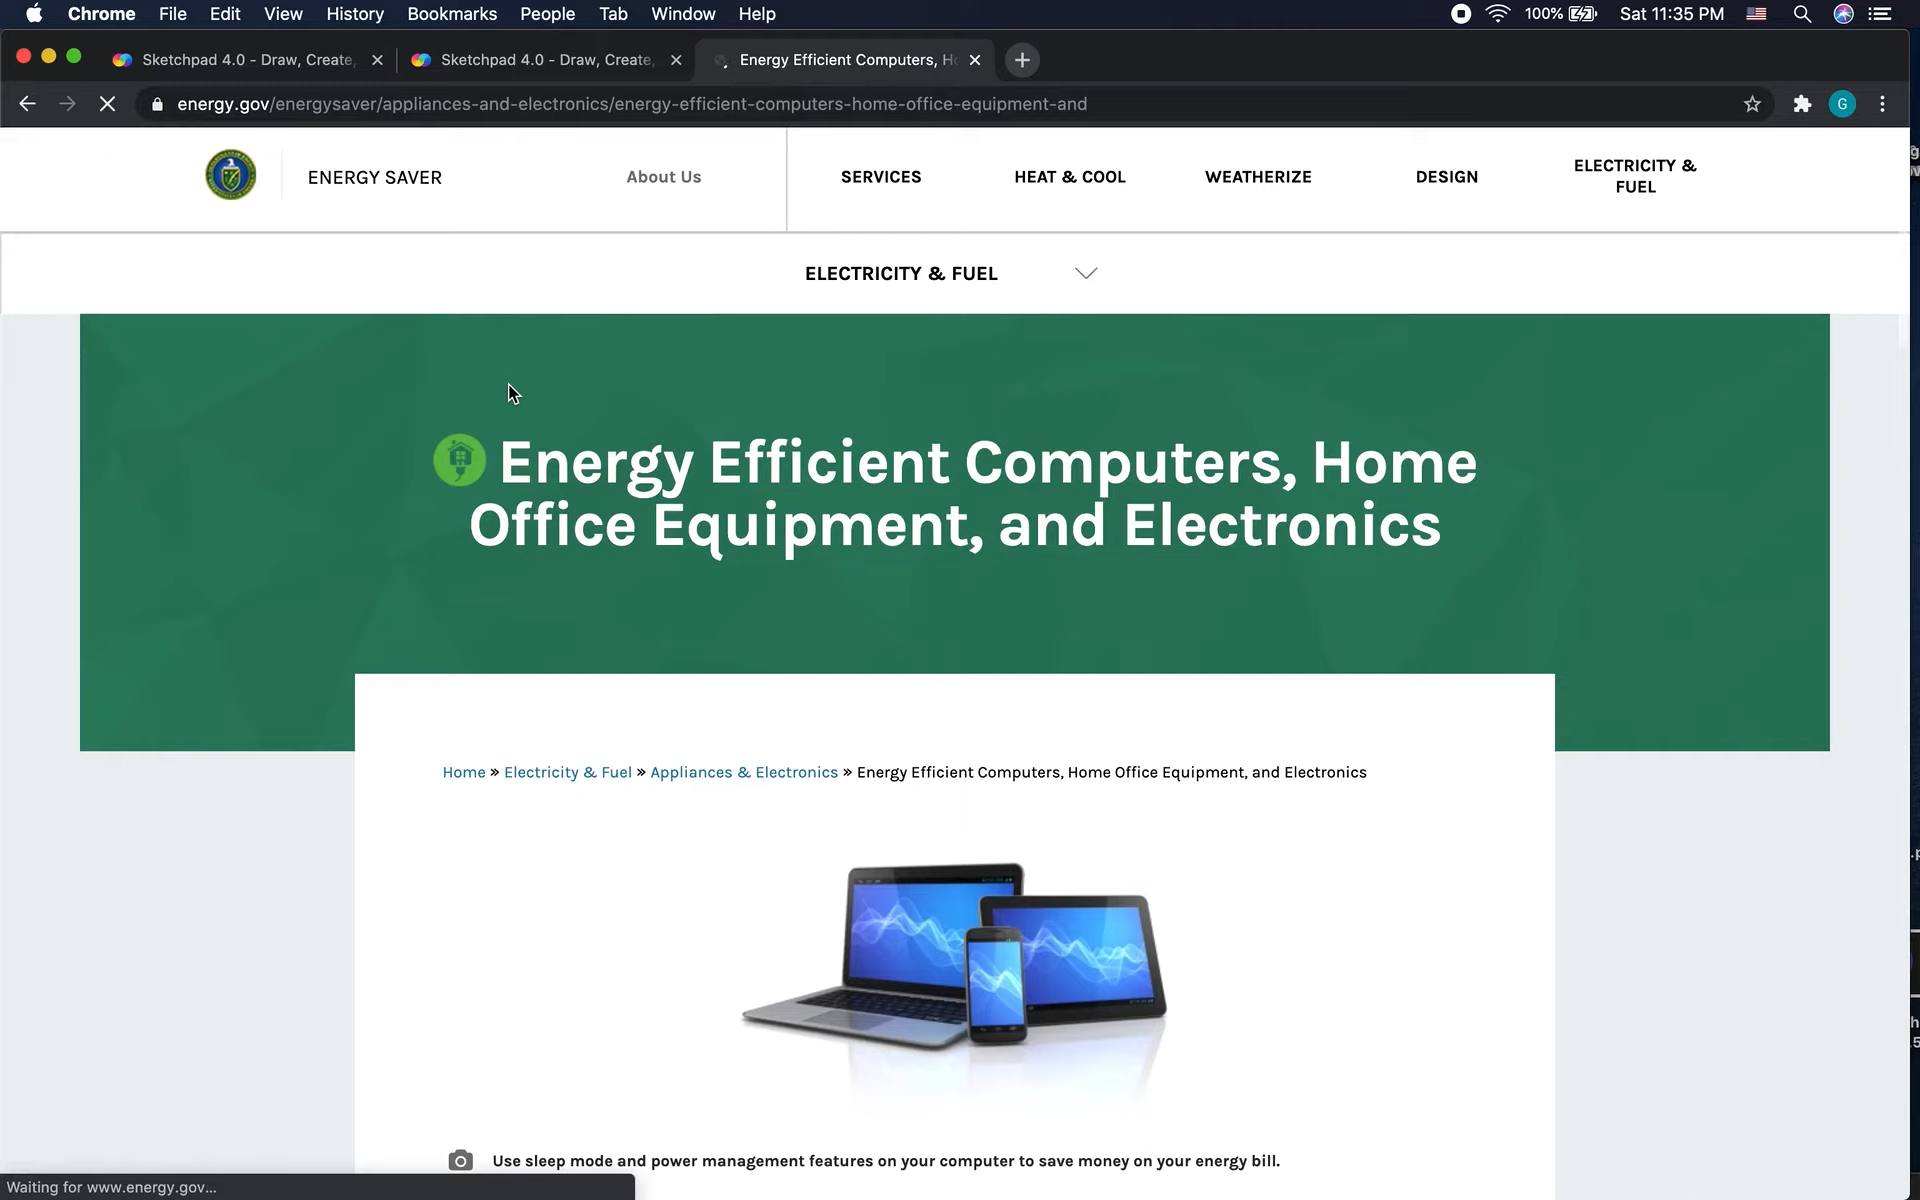 Chrome File Edit View History Bookmarks People Tab Window Help 100% Sat 11:35 PM
Sketchpad 4.0 - Draw, Create, Sketchpad 4.0 - Draw, Create, Energy Efficient Computers, Ho
energy.gov/energysaver/appliances-and-electronics/energy-efficient-computers-home-office-equipment-and G
ENERGY SAVER About Us SERVICES HEAT & COOL WEATHERIZE DESIGN ELECTRICITY &
FUEL
ELECTRICITY & FUEL
Energy Efficient Computers, Home
Office Equipment, and Electronics
Home » Electricity & Fuel » Appliances & Electronics » Energy Efficient Computers, Home Office Equipment, and Electronics
Use sleep mode and power management features on your computer to save money on your energy bill.
Waiting for www.energy.gov...